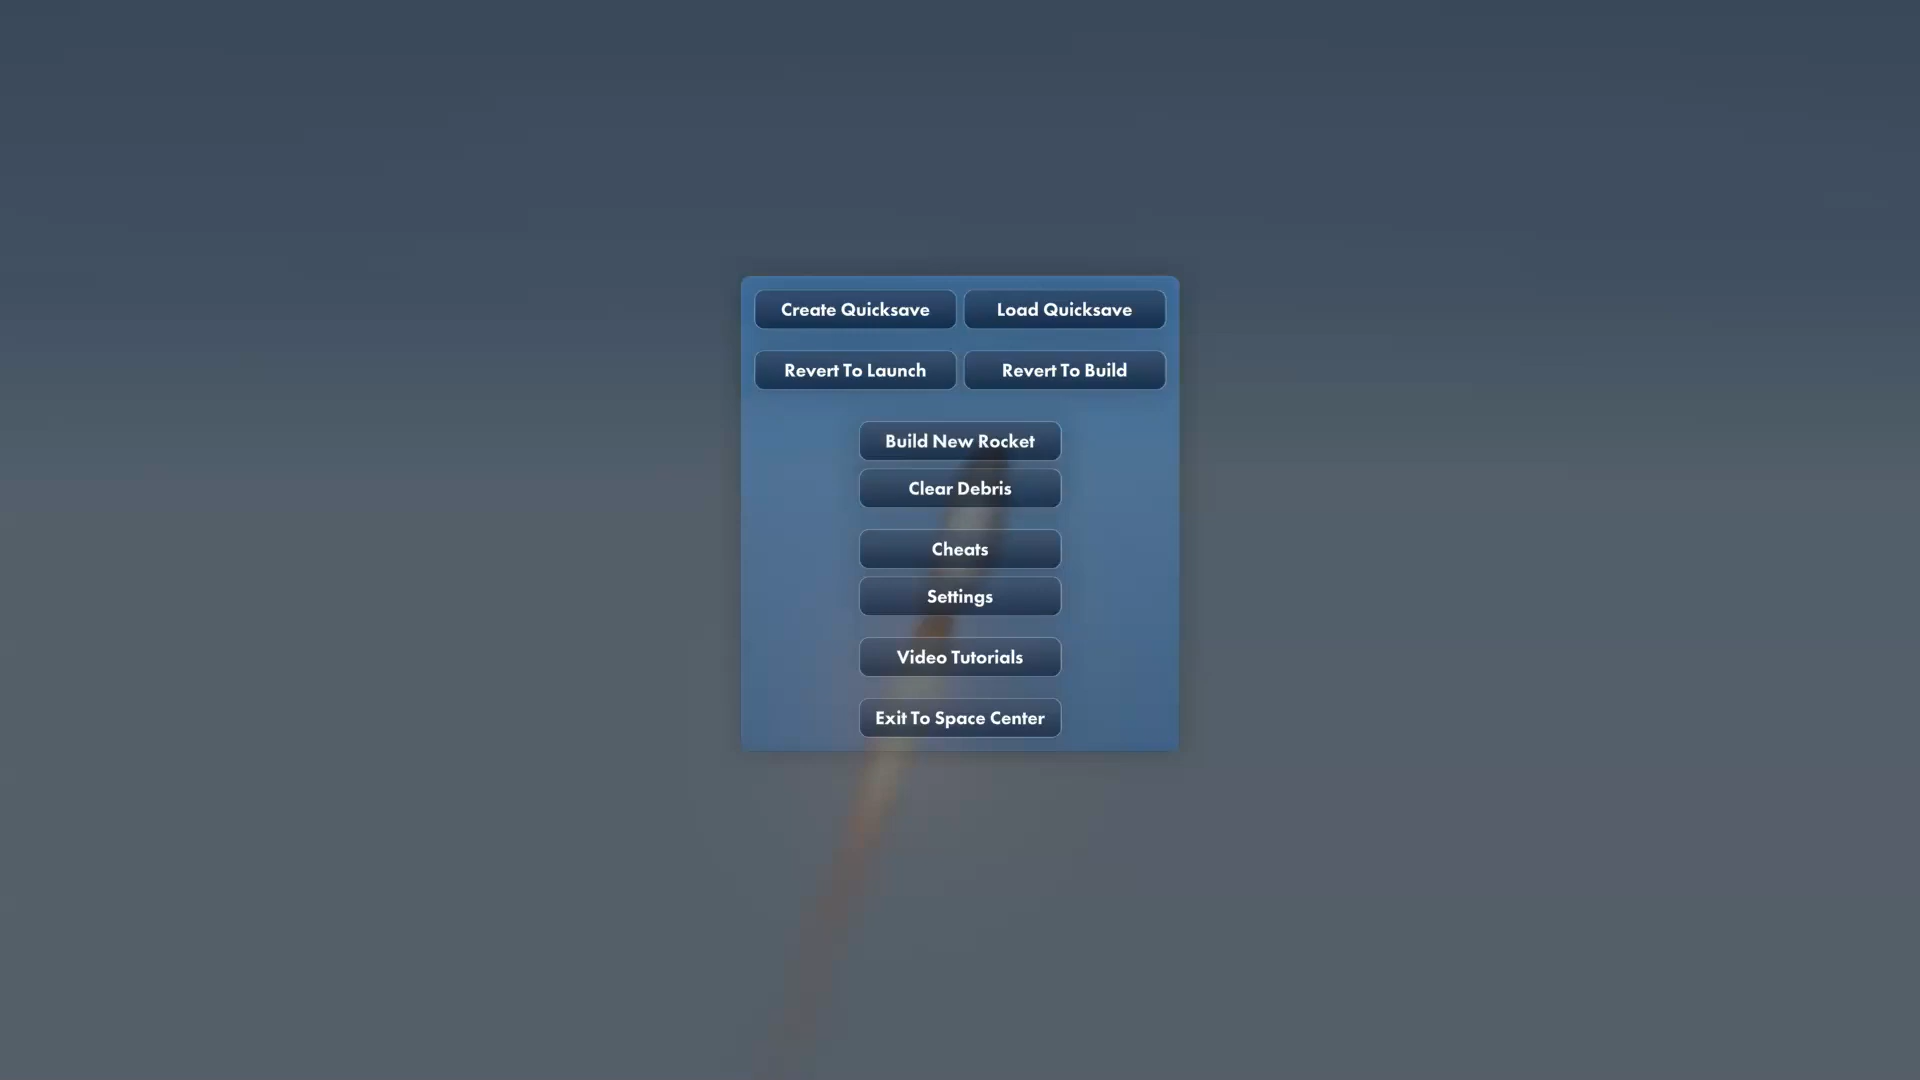 Create Quicksave
Load Quicksave
Revert To Launch
Revert To Build
Build New Rocket
Clear Debris
Cheats
Settings
Video Tutorials
Exit To Space Center